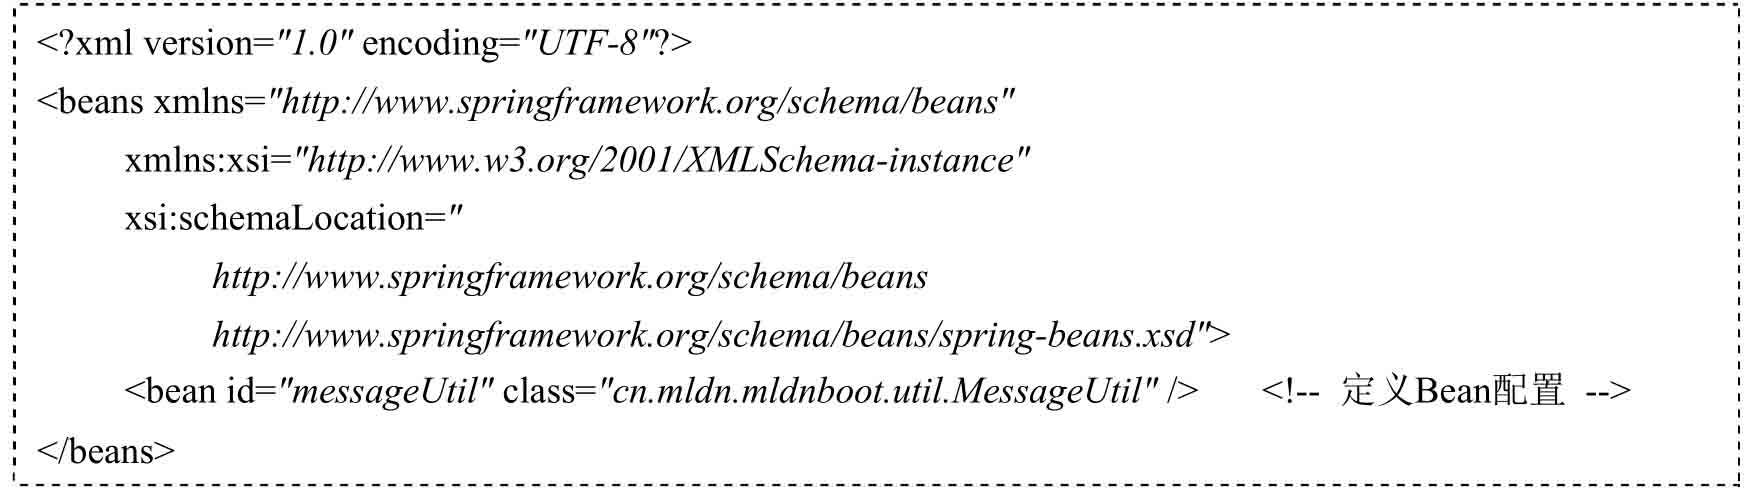 <?xml version="1.0" encoding="UTF-8"?>
<beans xmlns="http://www.springframework.org/schema/beans"
xmlns:xsi="http://www.w3.org/2001/XMLSchema-instance"
xsi:schemaLocation="
http://www.springframework.org/schema/beans
http://www.springframework.org/schema/beans/spring-beans.xsd">
<bean id="messageUtil" class="cn.mldn.mldnboot.util.MessageUtil" /> <!-- 定义Bean配置 -->
</beans>